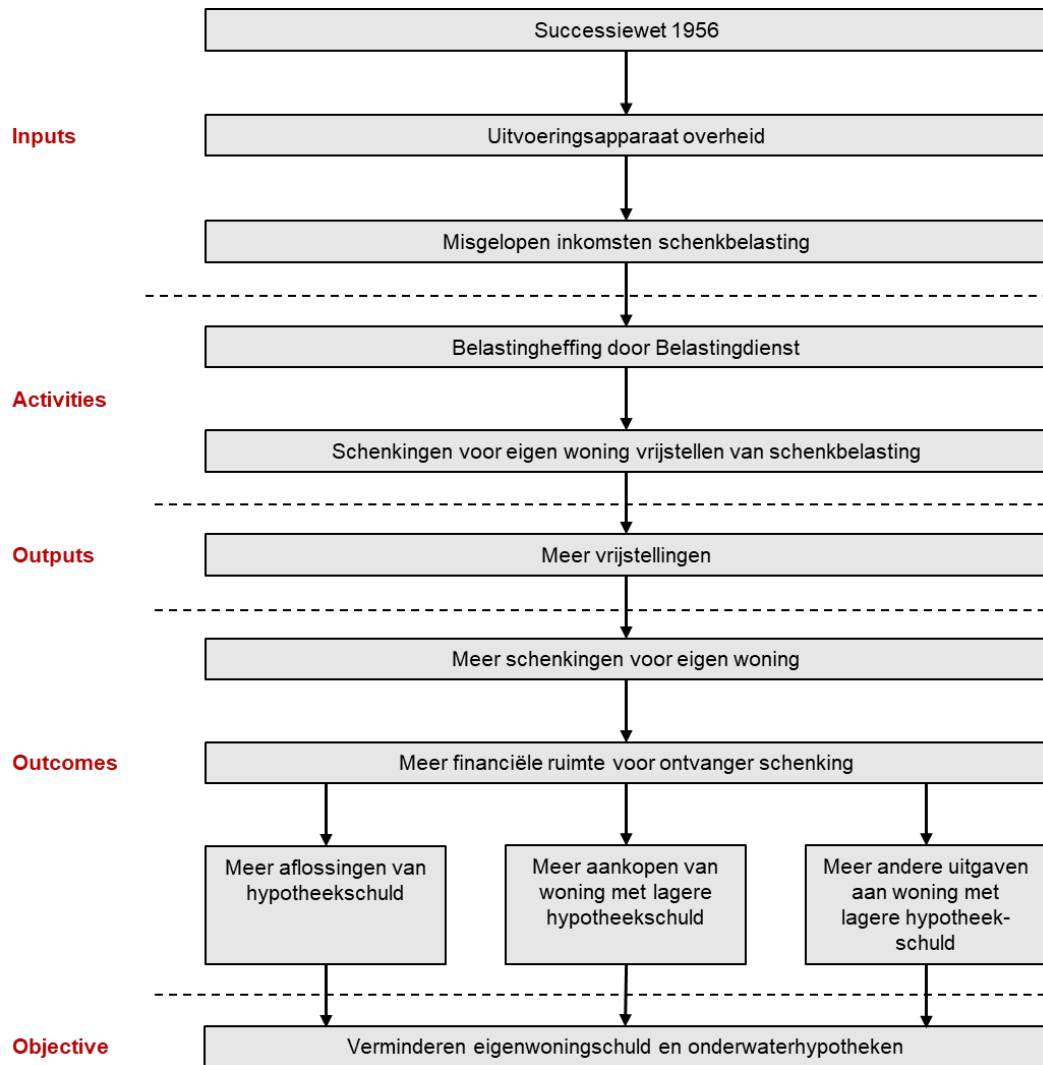 Successiewet 1956
Inputs
Uitvoeringsapparaat overheid
Misgelopen inkomsten schenkbelasting
Belastingheffing door Belastingdienst
Activities
Schenkingen voor eigen woning vrijstellen van schenkbelasting
Outputs
Meer vrijstellingen
Meer schenkingen voor eigen woning
Outcomes
Meer financiële ruimte voor ontvanger schenking
Meer aflossingen van
hypotheekschuld
Meer aankopen van
woning met lagere
hypotheekschuld
Meer andere uitgaven
aan woning met
lagere hypotheek-
schuld
Objective
Verminderen eigenwoningschuld en onderwaterhypotheken